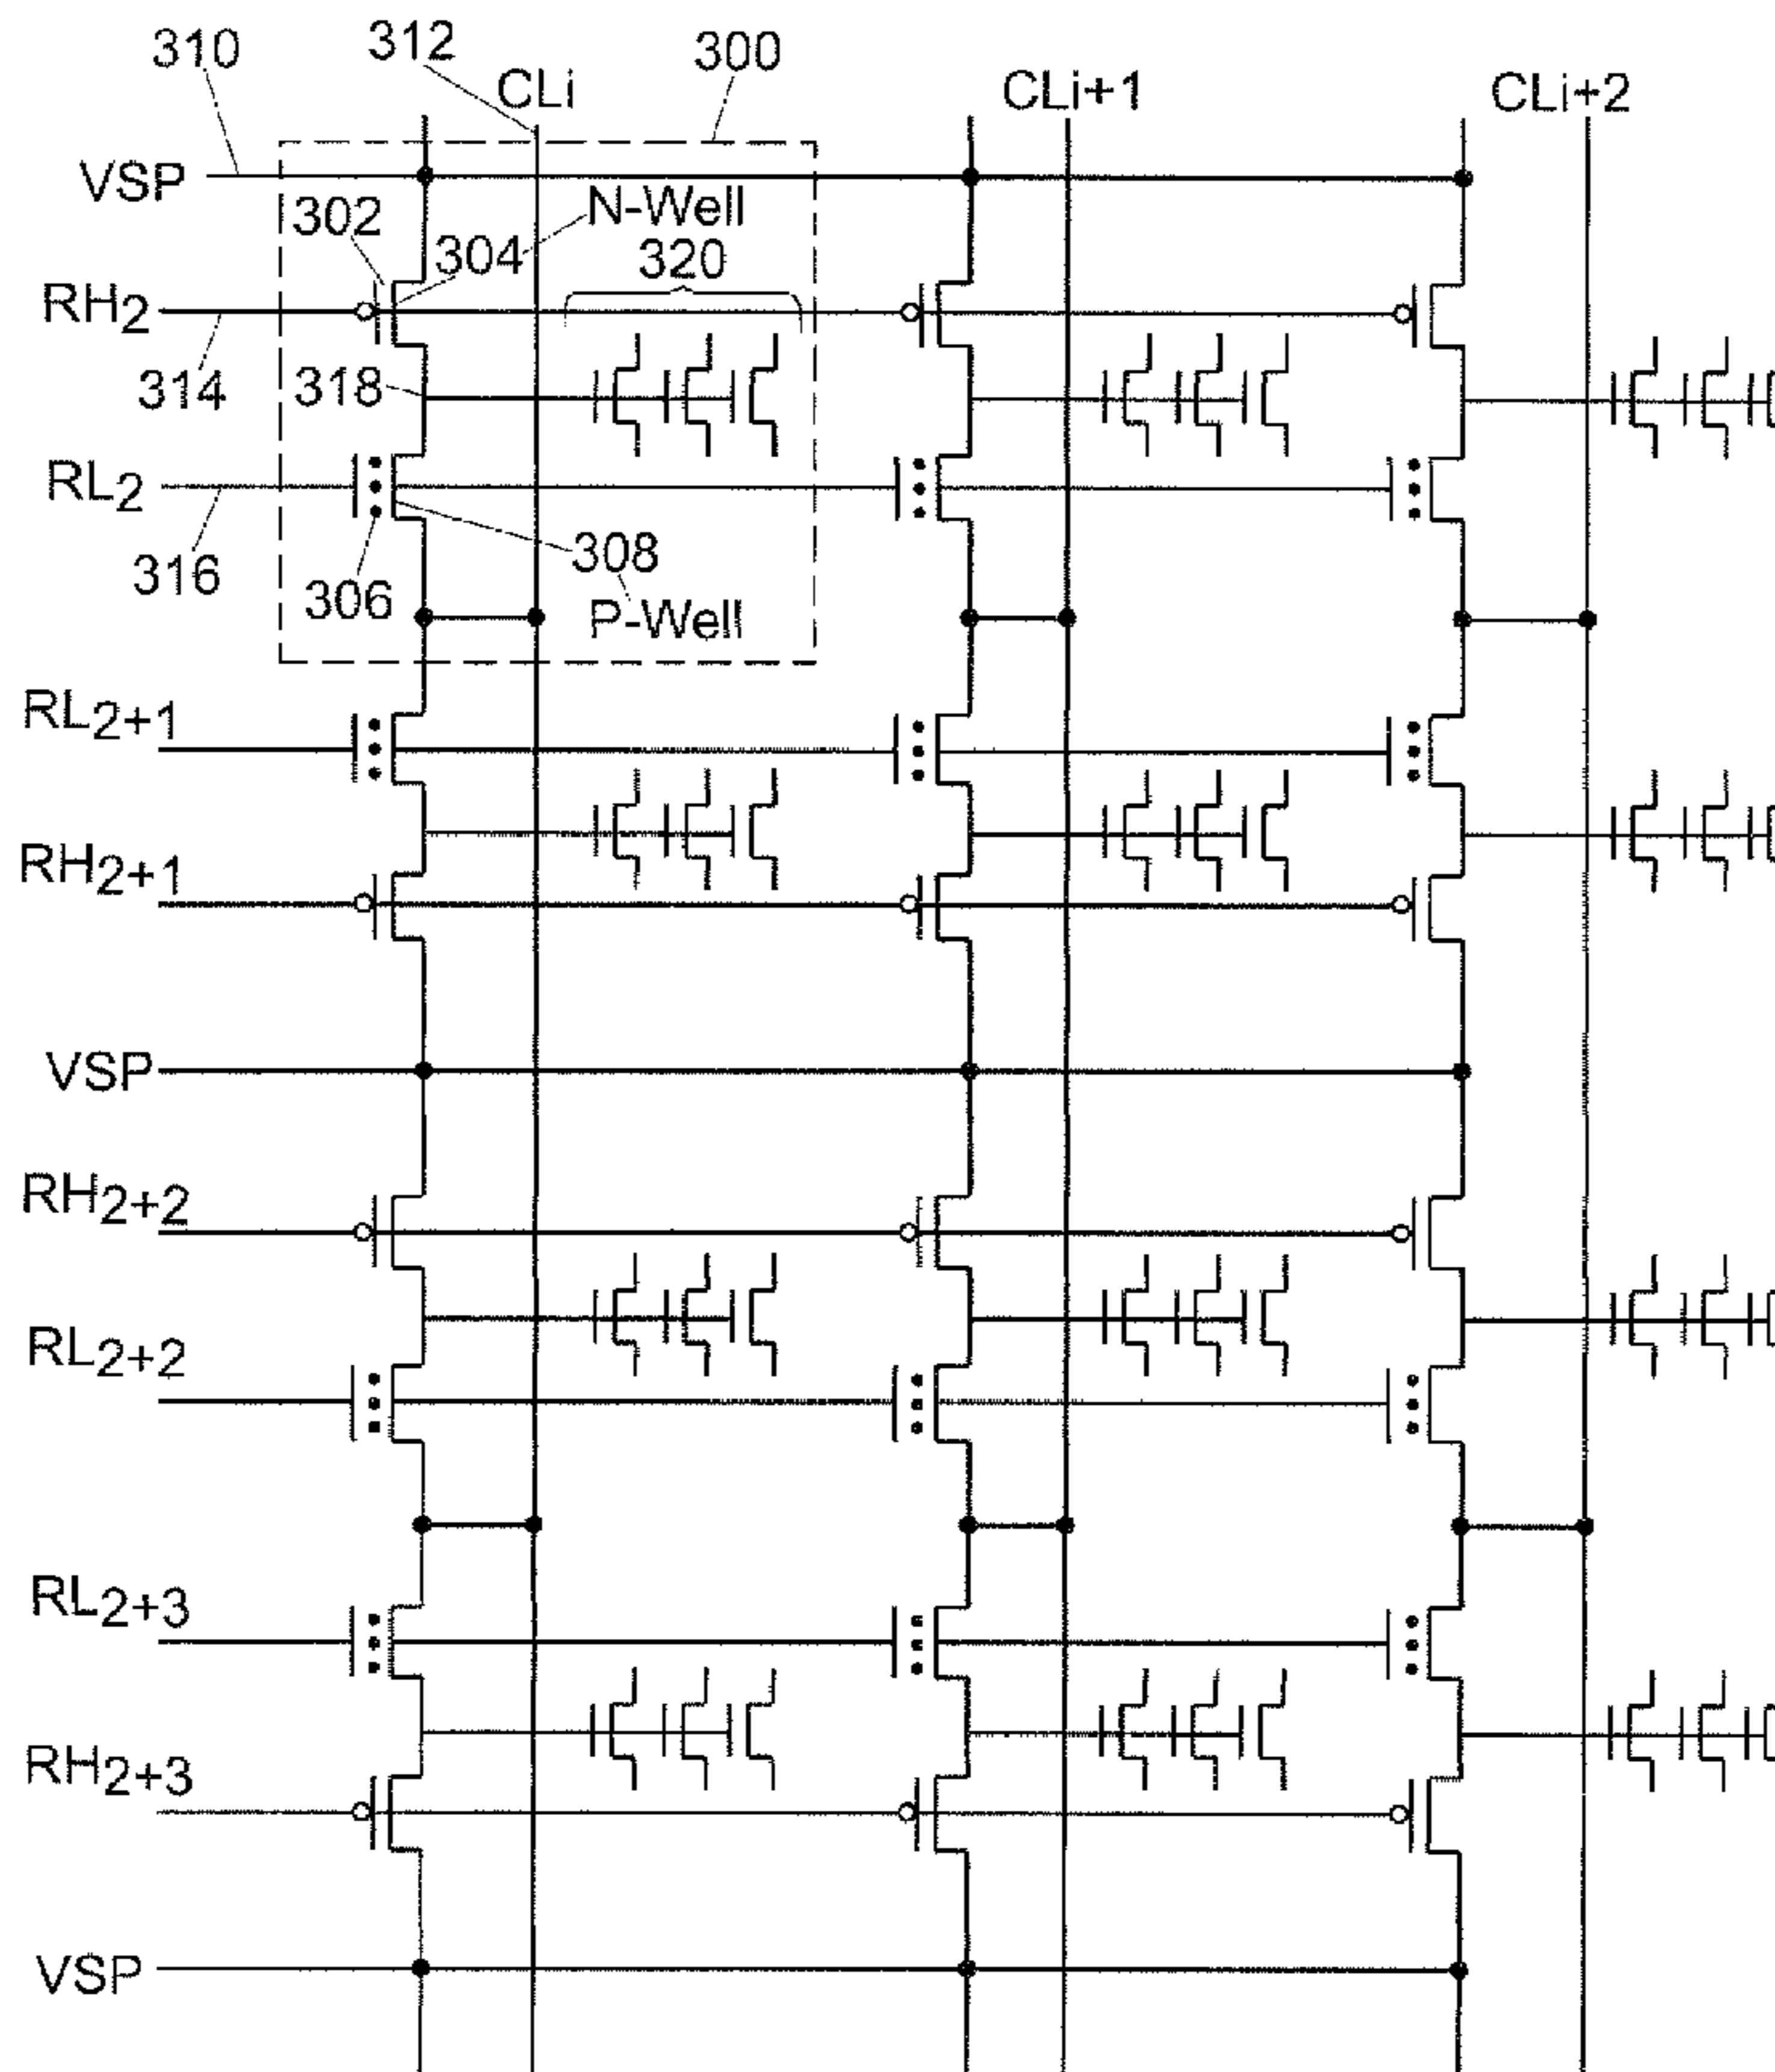 310 312 300
CLi CLi+1 CLi+2
VSP
302 N-Well
304 320
RH2
314 318
RL2
316 306 308
P-Well
RL2+1
RH2+1
VSP
RH2+2
RL2+2
RL2+3
RH2+3
VSP